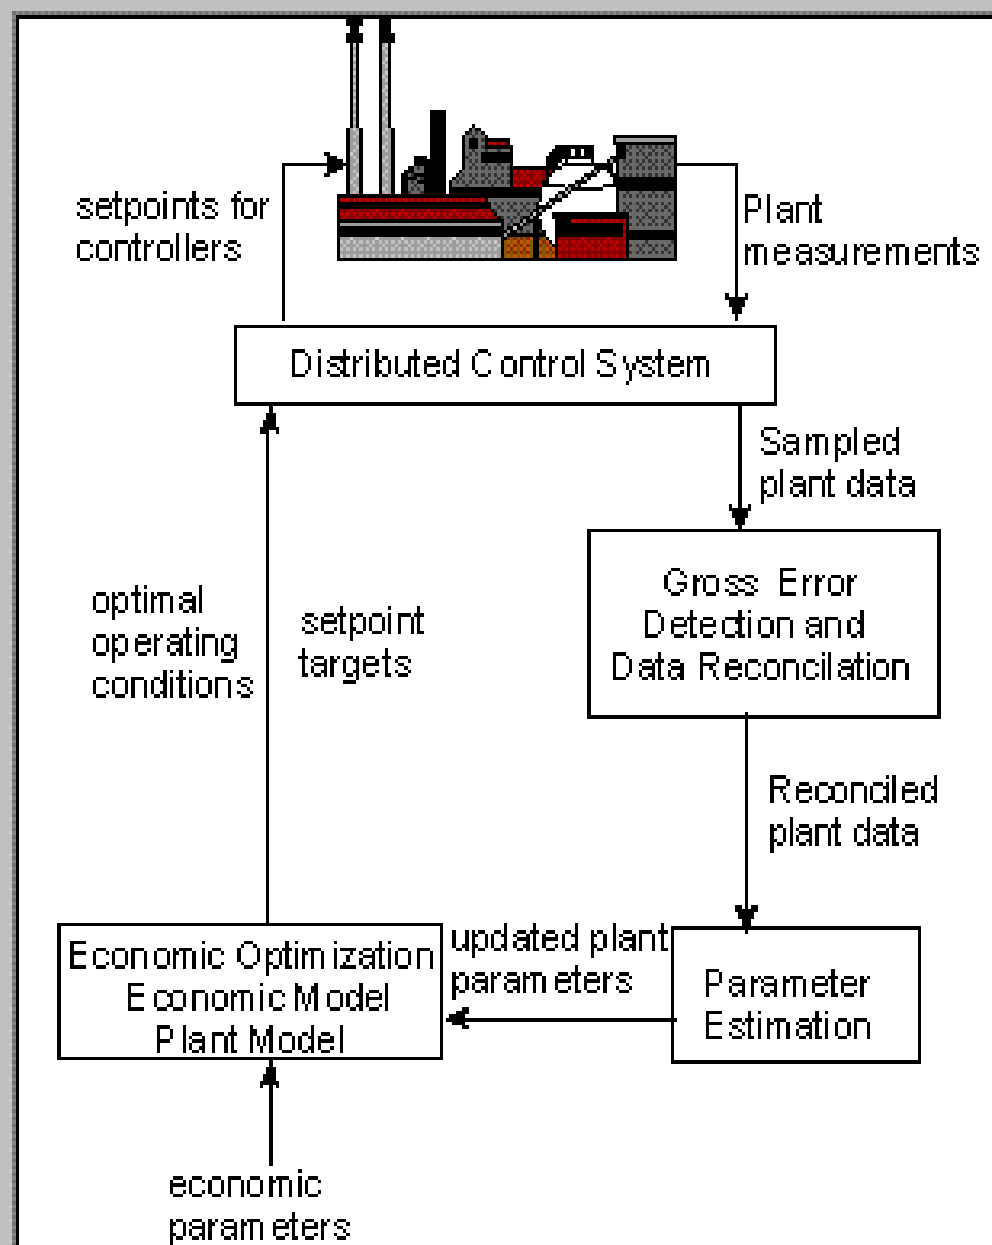 setpoints for
controllers
Plant
measurements
Distributed Control System
Sampled
plant data
Gross Error
Detection and
Data Reconcilation
optimal
operating
conditions
setpoint
targets
Reconciled
plant data
Economic Optimization
Economic Model
Plant Model
updated plant
parameters
Parameter
Estimation
economic
parameters